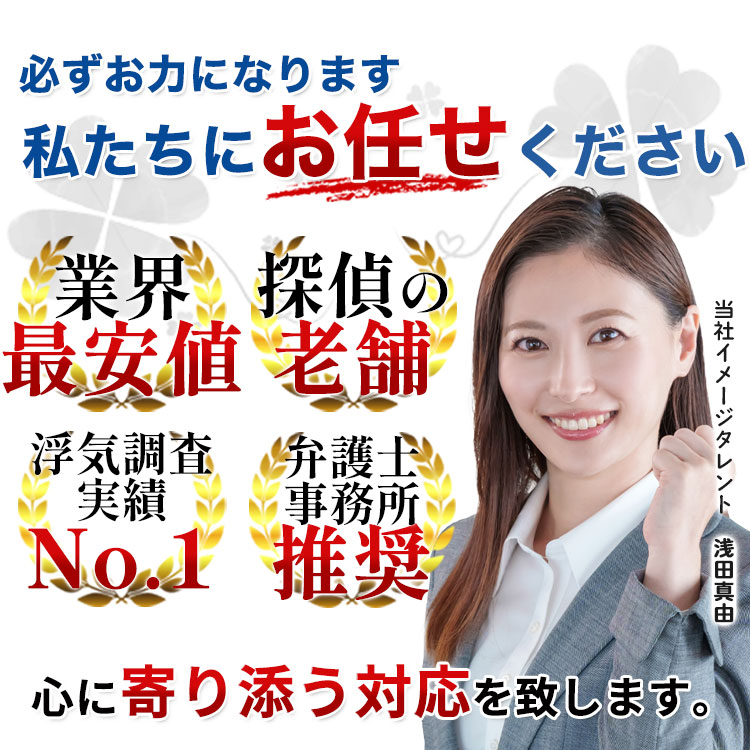 必ずお力になります
私たちにお任せください
業界
最安値
探偵の
老舗
浮気調査
実績
No.1
弁護士
事務所
推奨
当社イメージタレント 浅田真由
心に寄り添う対応を致します。